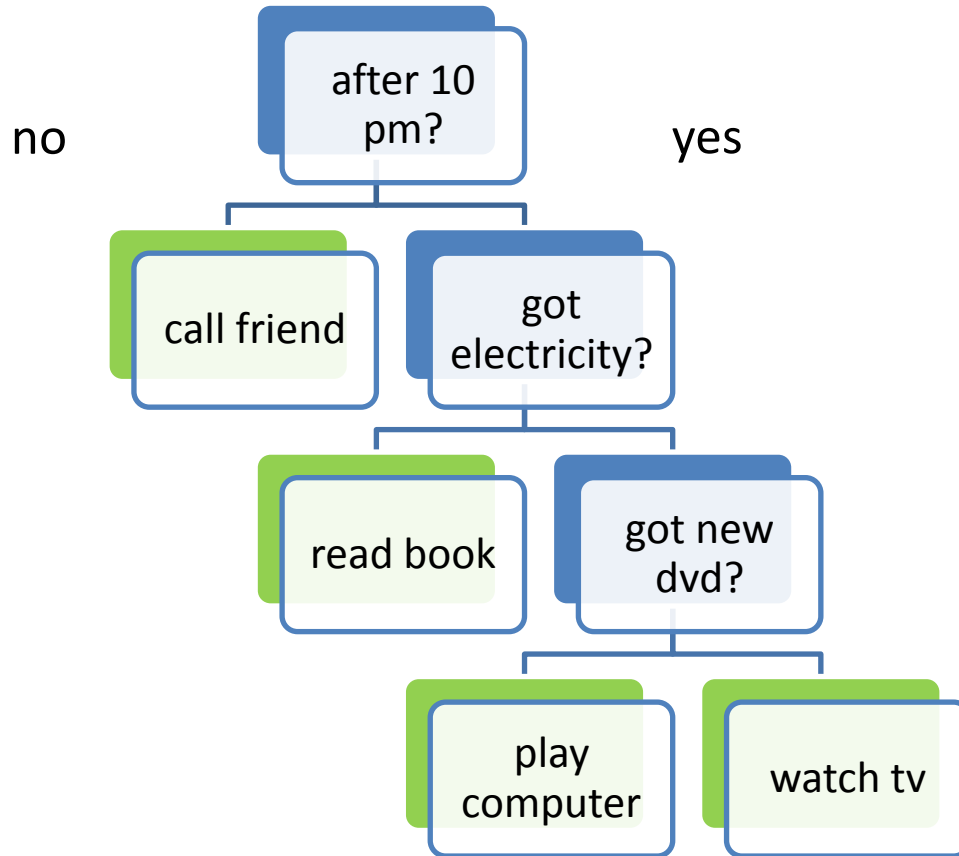 after 10
pm?
no
yes
call friend
got
electricity?
read book
got new
dvd?
play
computer
watch tv